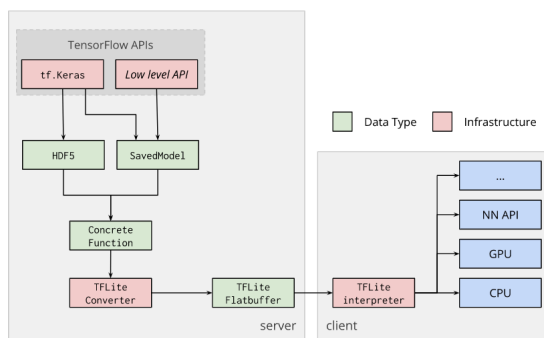 TensorFlow APIs
tf.Keras
Low level API
Data Type
Infrastructure
HDF5
SavedModel
...
NN API
Concrete
Function
GPU
TFLite
Converter
TFLite
Flatbuffer
TFLite
interpreter
CPU
server
client